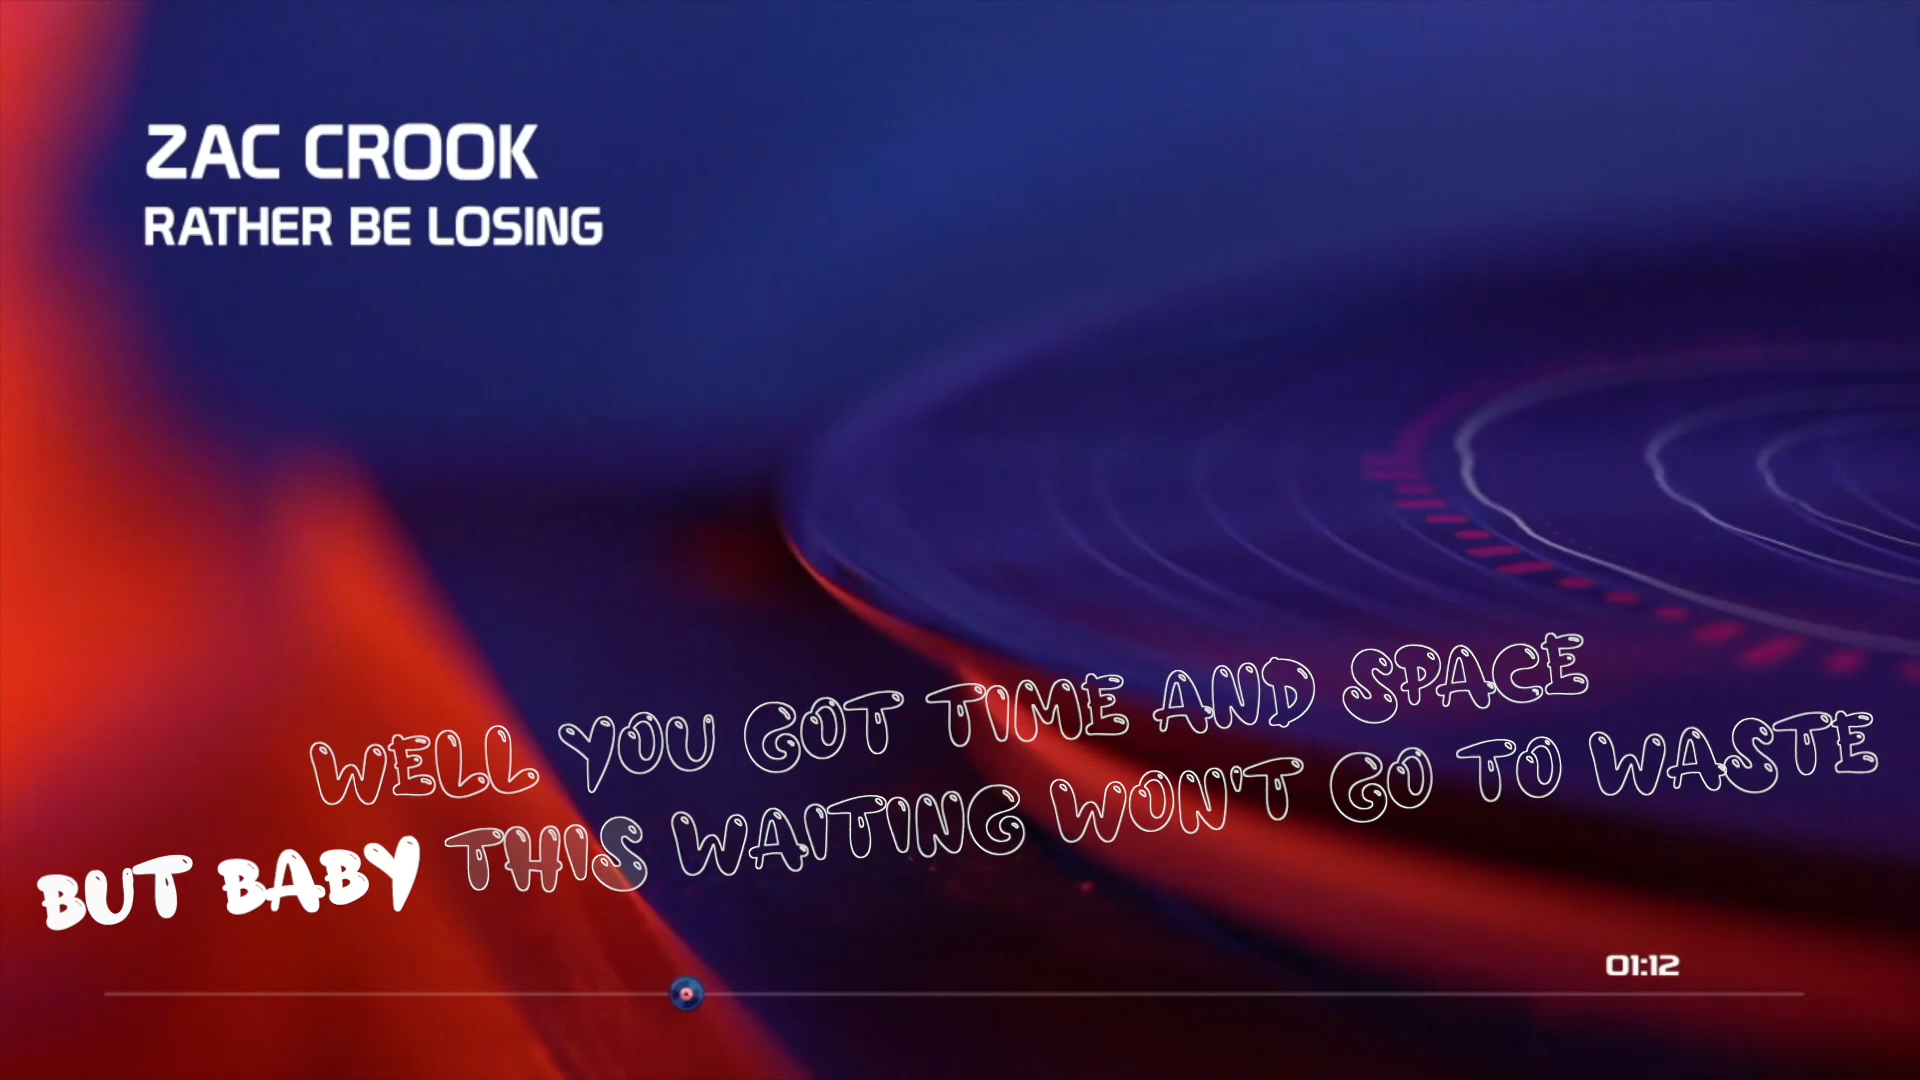 ZAC CROOK
RATHER BE LOSING
WELL YOU GOT TIME AND SPACE
BUT BABY THIS WAITING WON'T GO TO WASTE
01:12